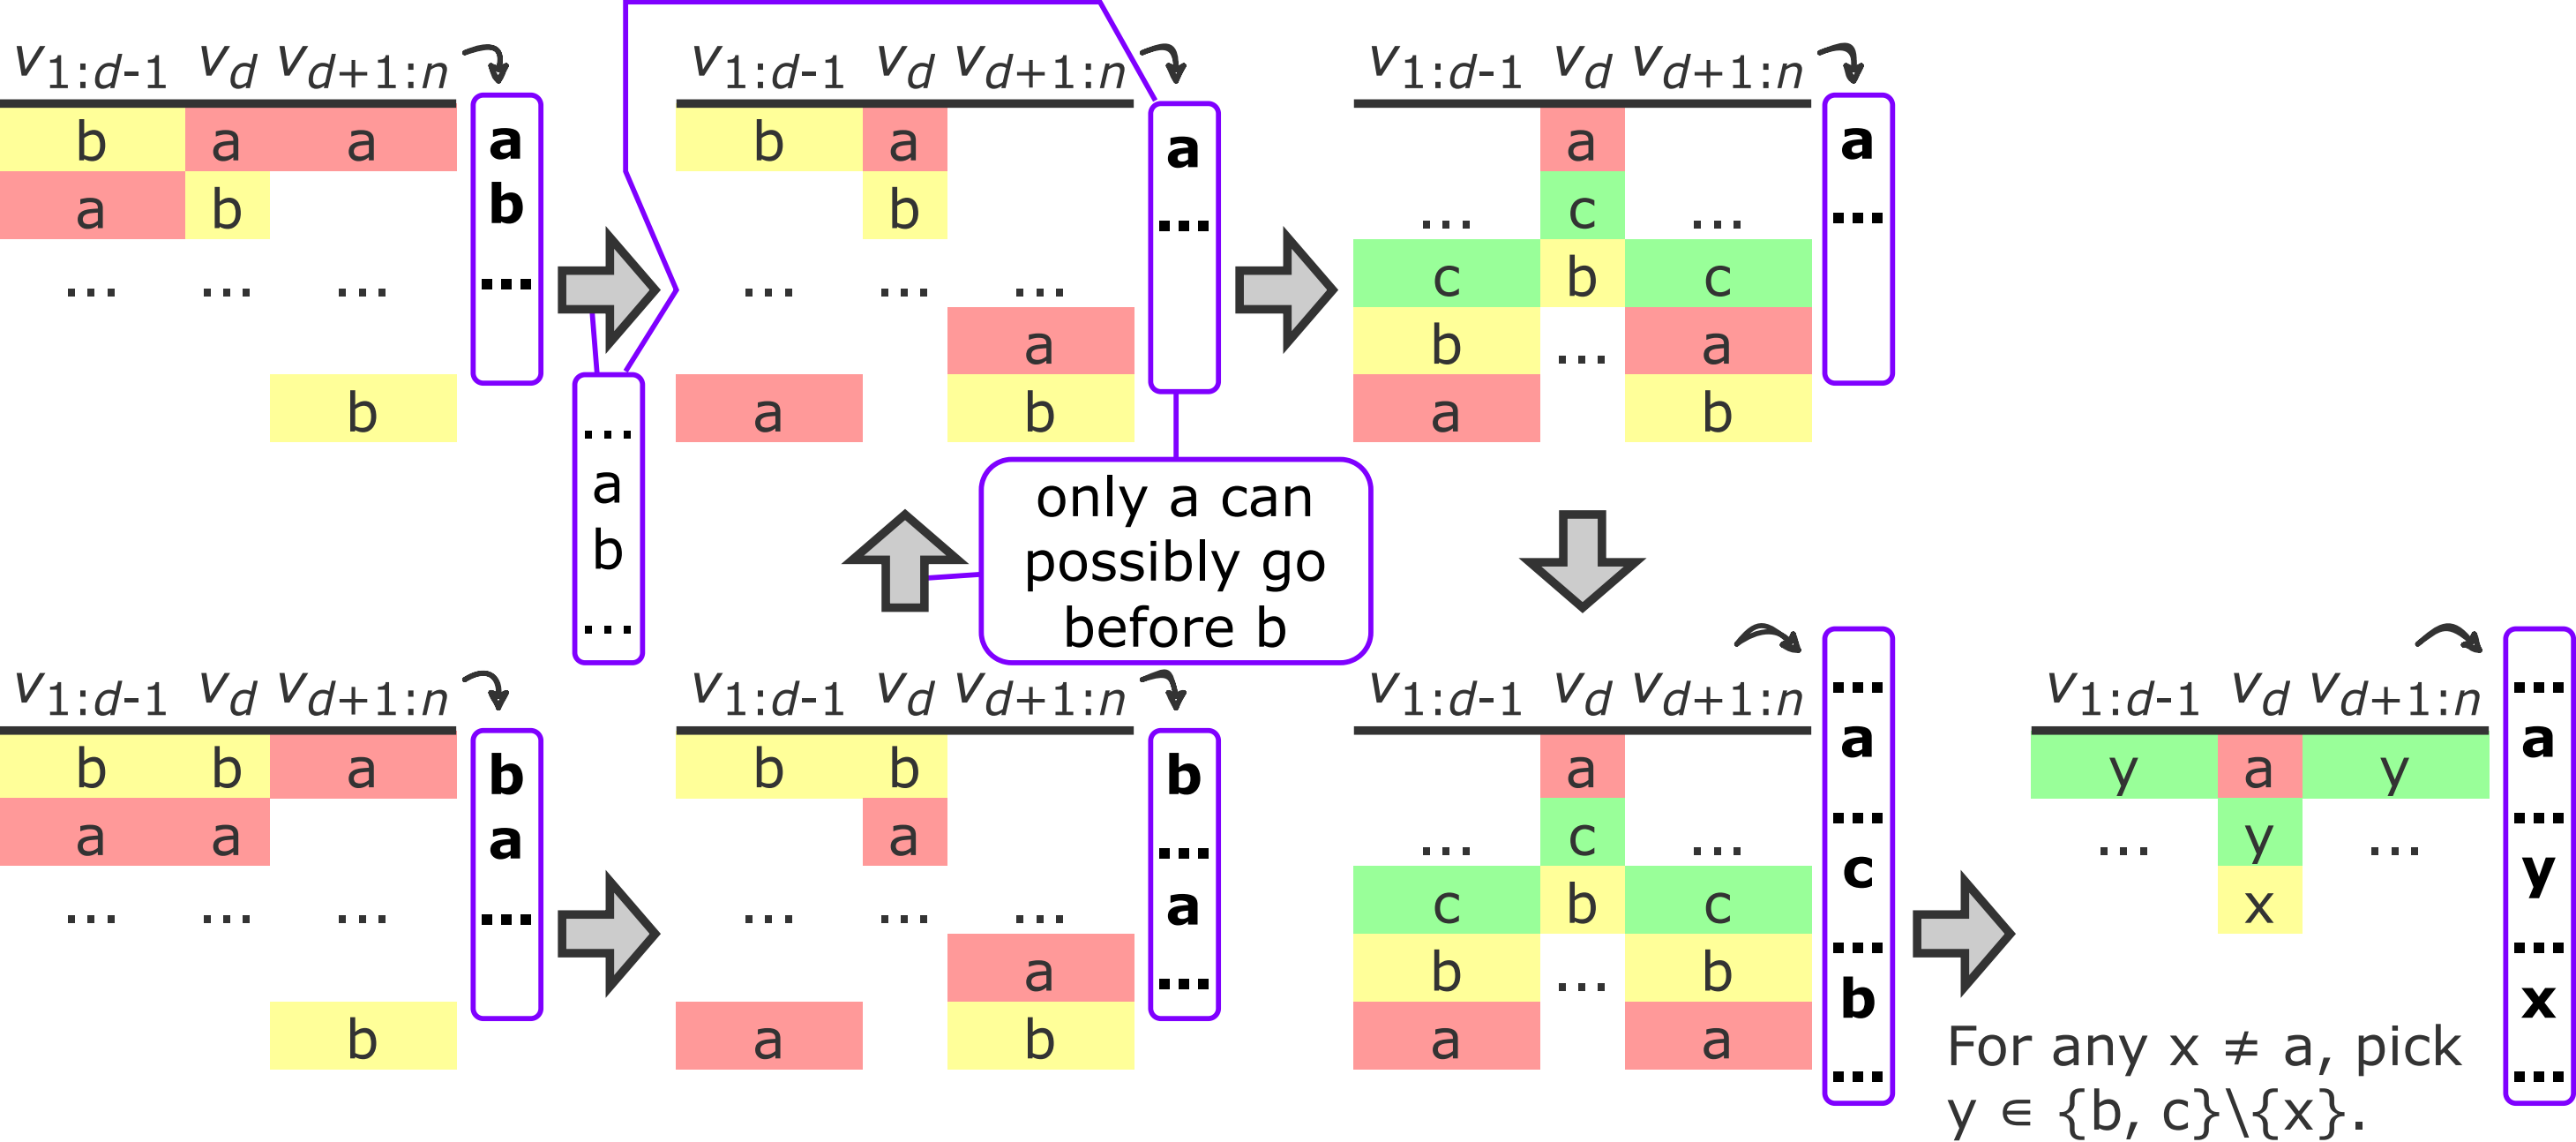 v1:d-1 vd vd+1:n
b a a a
a b b
... ... ... ...
b
...
a
b
...
v1:d-1 vd vd+1:n
b a a
b ...
... ... ...
a
a b
v1:d-1 vd vd+1:n
a a
... c ... ...
c b c
b ... a
a b
only a can
possibly go
before b
v1:d-1 vd vd+1:n
b b a b
a a a
... ... ... ...
b
v1:d-1 vd vd+1:n
b b b
a ...
... ... ... a
a ...
a b
v1:d-1 vd vd+1:n
...
a a
...
... c ... c
c b c ...
b ... b b
a a ...
v1:d-1 vd vd+1:n
...
y a y a
...
... y ... y
x ...
x
...
For any x ≠ a, pick
y ∈ {b, c}\{x}.